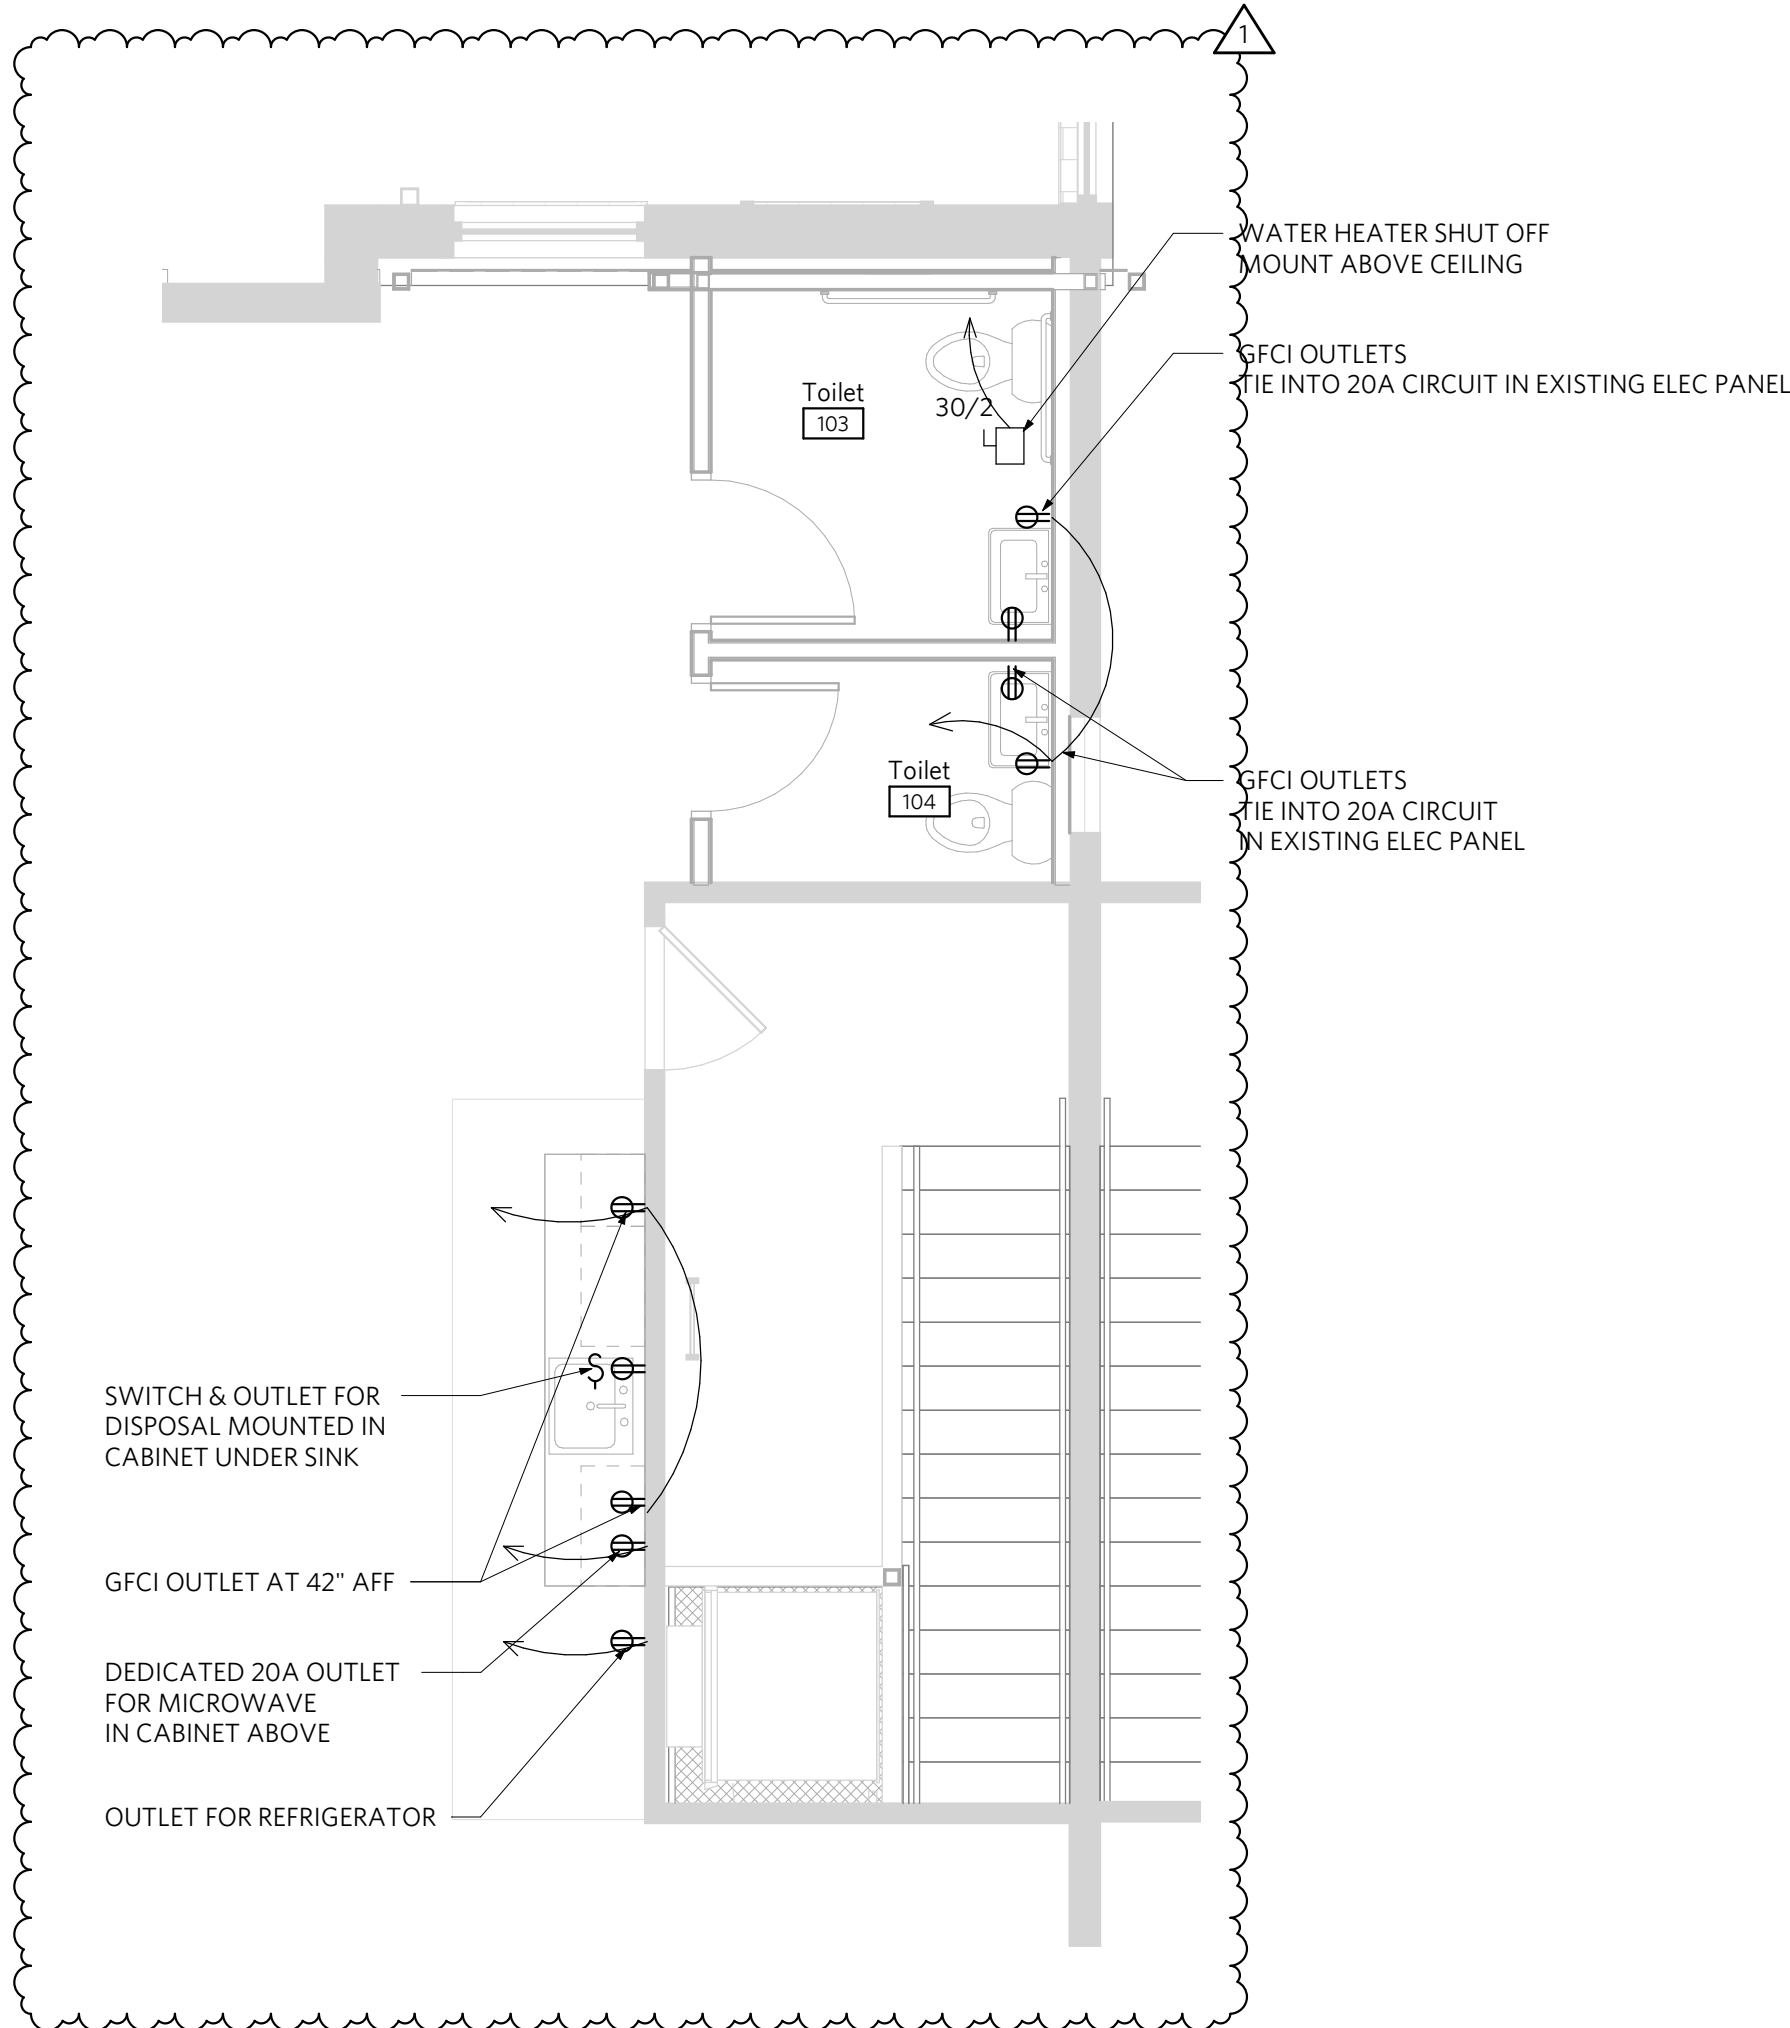 1
WATER HEATER SHUT OFF
MOUNT ABOVE CEILING
GFCI OUTLETS
TIE INTO 20A CIRCUIT IN EXISTING ELEC PANEL
Toilet
103
30/2
Toilet
104
GFCI OUTLETS
TIE INTO 20A CIRCUIT
IN EXISTING ELEC PANEL
SWITCH & OUTLET FOR
DISPOSAL MOUNTED IN
CABINET UNDER SINK
GFCI OUTLET AT 42" AFF
DEDICATED 20A OUTLET
FOR MICROWAVE
IN CABINET ABOVE
OUTLET FOR REFRIGERATOR